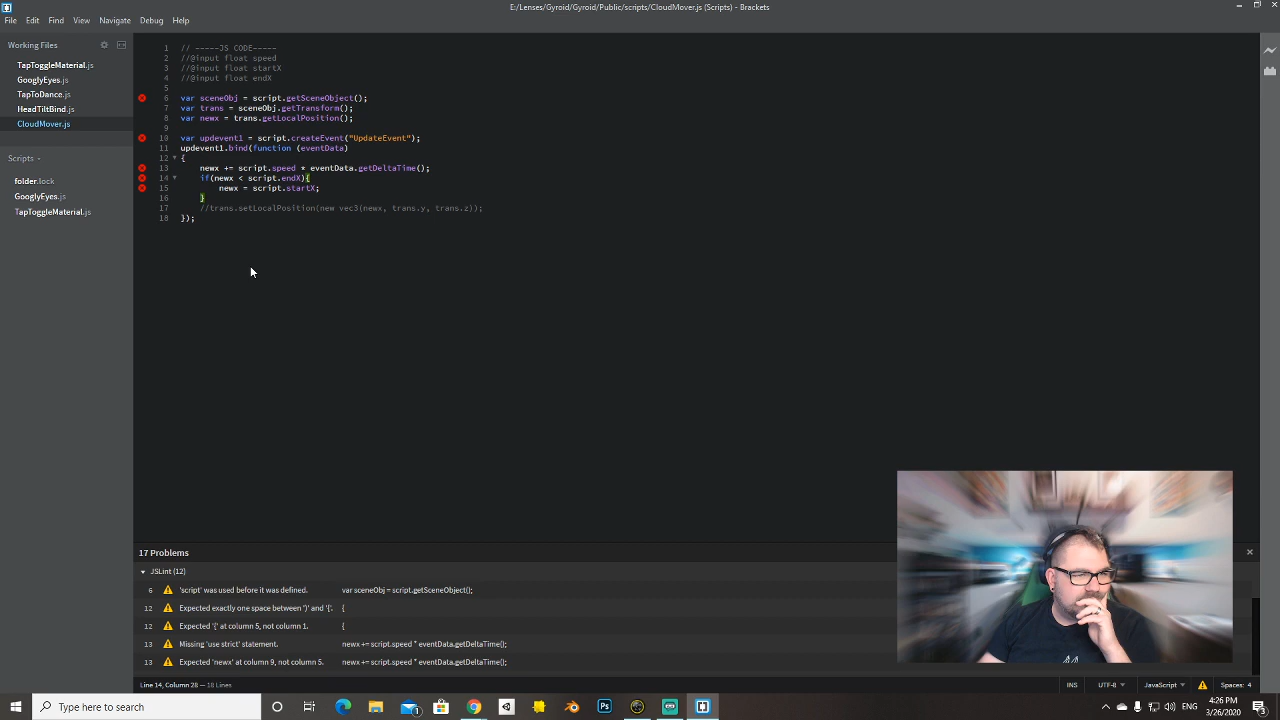 E:/Lenses/Gyroid/Gyroid/Public/scripts/CloudMover.js (Scripts) - Brackets
File Edit Find View Navigate Debug Help
Working Files
TapToggleMaterial.js
GooglyEyes.js
TapToDance.js
HeadTiltBind.js
CloudMover.js
Scripts
folder.lock
GooglyEyes.js
TapToggleMaterial.js
1 // -----JS CODE-----
2 //@input float speed
3 //@input float startX
4 //@input float endX
5
6 var sceneObj = script.getSceneObject();
7 var trans = sceneObj.getTransform();
8 var newx = trans.getLocalPosition();
9
10 var updevent1 = script.createEvent("UpdateEvent");
11 updevent1.bind(function (eventData)
12 {
13 newx += script.speed * eventData.getDeltaTime();
14 if(newx < script.endX){
15 newx = script.startX;
16 }
17 //trans.setLocalPosition(new vec3(newx, trans.y, trans.z));
18 });
17 Problems
JSLint (12)
6 'script' was used before it was defined. var sceneObj = script.getSceneObject();
12 Expected exactly one space between ')' and '{'. {
12 Expected '{' at column 5, not column 1. {
13 Missing 'use strict' statement. newx += script.speed * eventData.getDeltaTime();
13 Expected 'newx' at column 9, not column 5. newx += script.speed * eventData.getDeltaTime();
Line 14, Column 28 — 18 Lines
INS UTF-8 JavaScript Spaces: 4
Type here to search
1
Ps
ENG
4:26 PM
3/26/2020